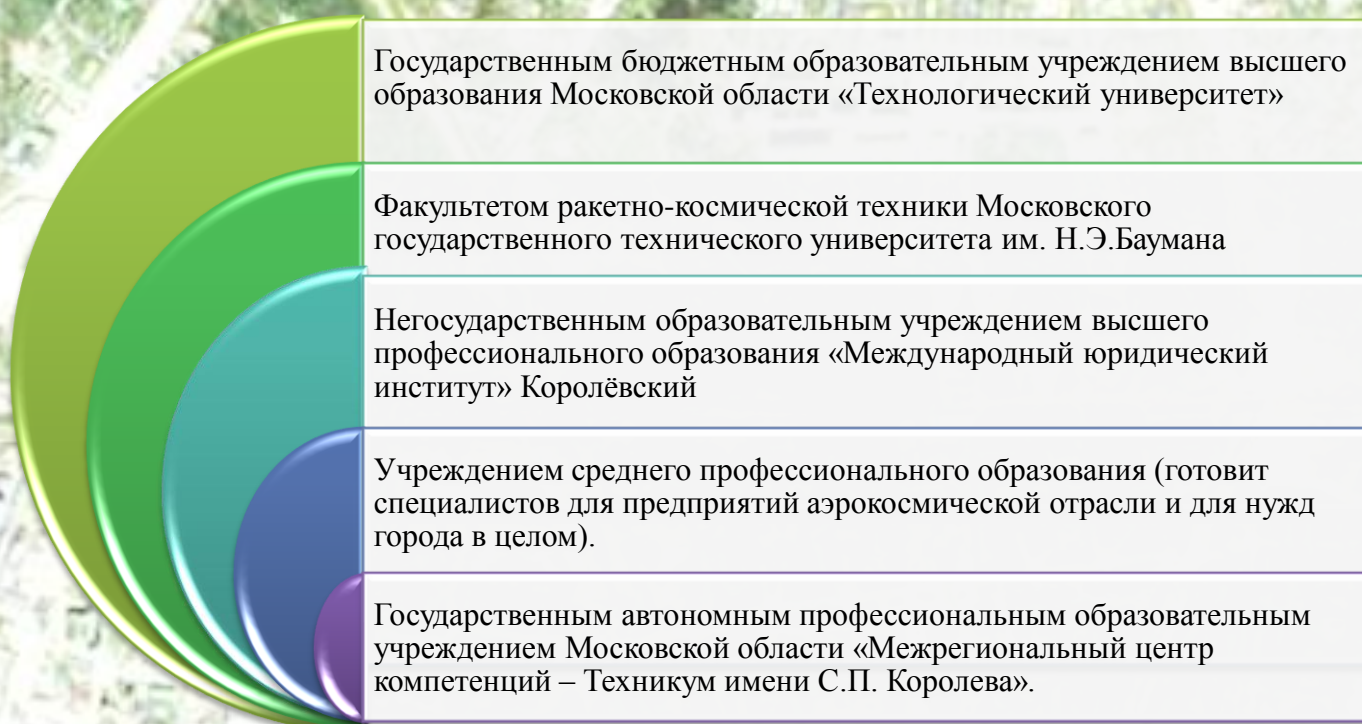 Государственным бюджетным образовательным учреждением высшего
образования Московской области «Технологический университет»
Факультетом ракетно-космической техники Московского
государственного технического университета им. Н.Э.Баумана
Негосударственным образовательным учреждением высшего
профессионального образования «Международный юридический
институт» Королёвский
Учреждением среднего профессионального образования (готовит
специалистов для предприятий аэрокосмической отрасли и для нужд
города в целом).
Государственным автономным профессиональным образовательным
учреждением Московской области «Межрегиональный центр
компетенций – Техникум имени С.П. Королева».